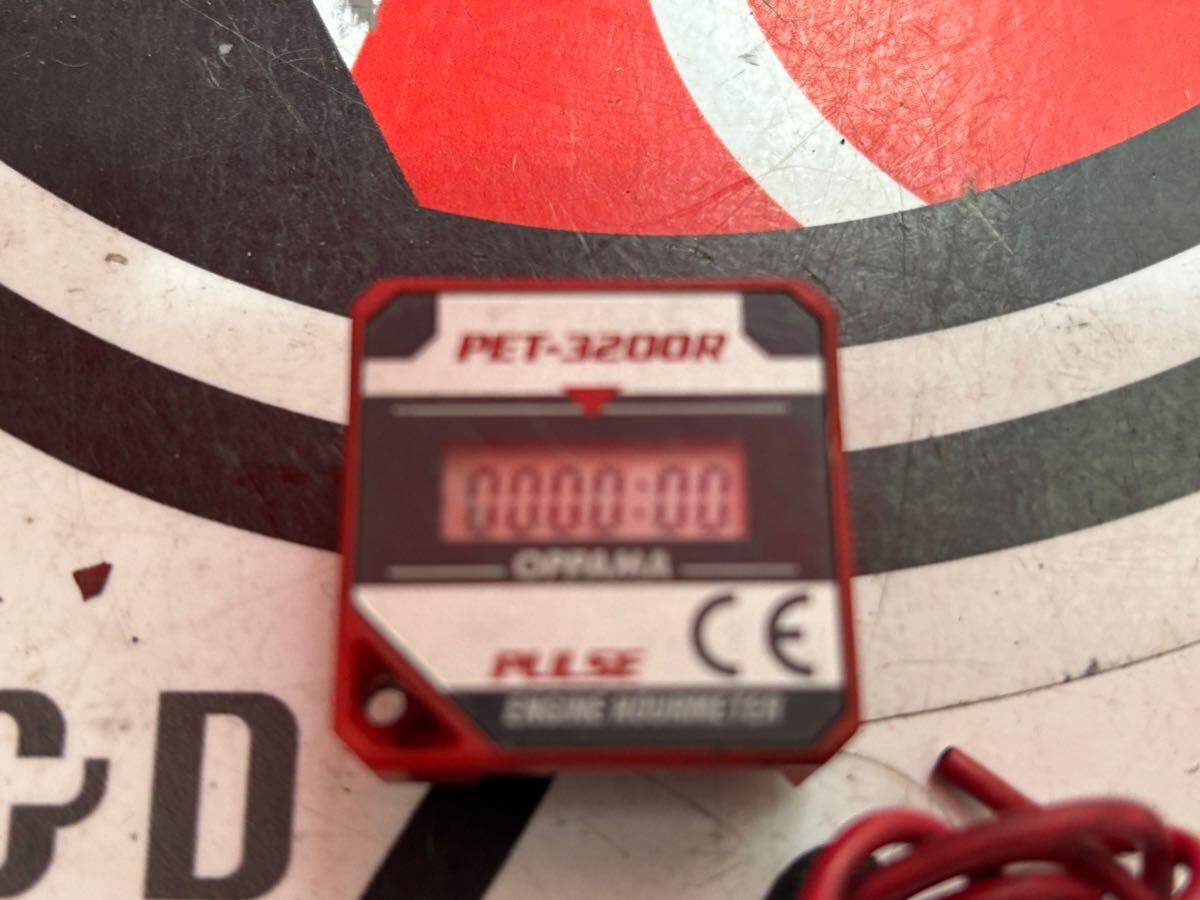 PET-3200R
0000:00
OPPAMA
CE
PULSE
ENGINE HOURMETER
&D